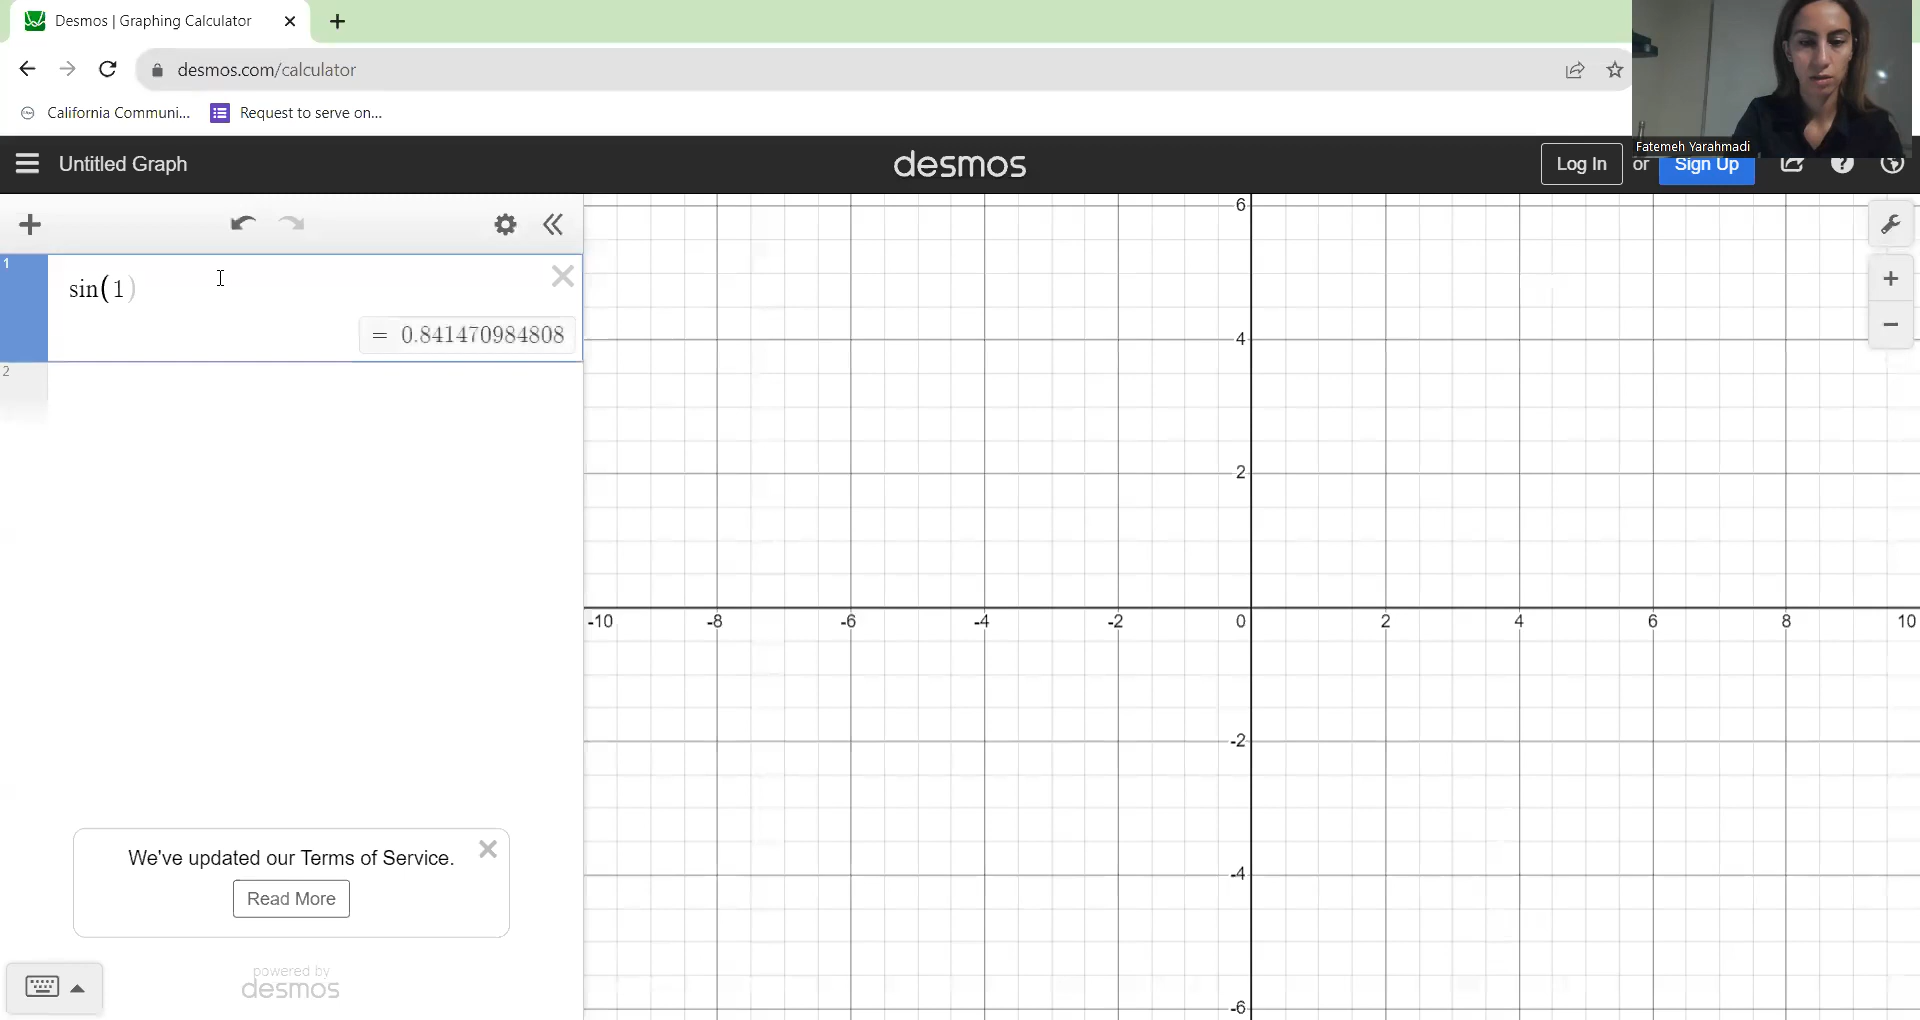 Desmos | Graphing Calculator
desmos.com/calculator
California Communi...
Request to serve on...
Fatemeh Yarahmadi
Untitled Graph
desmos
Log In or Sign Up
1
sin(1)
= 0.841470984808
2
6
4
2
-10 -8 -6 -4 -2 0 2 4 6 8 10
-2
-4
-6
We've updated our Terms of Service.
Read More
powered by
desmos